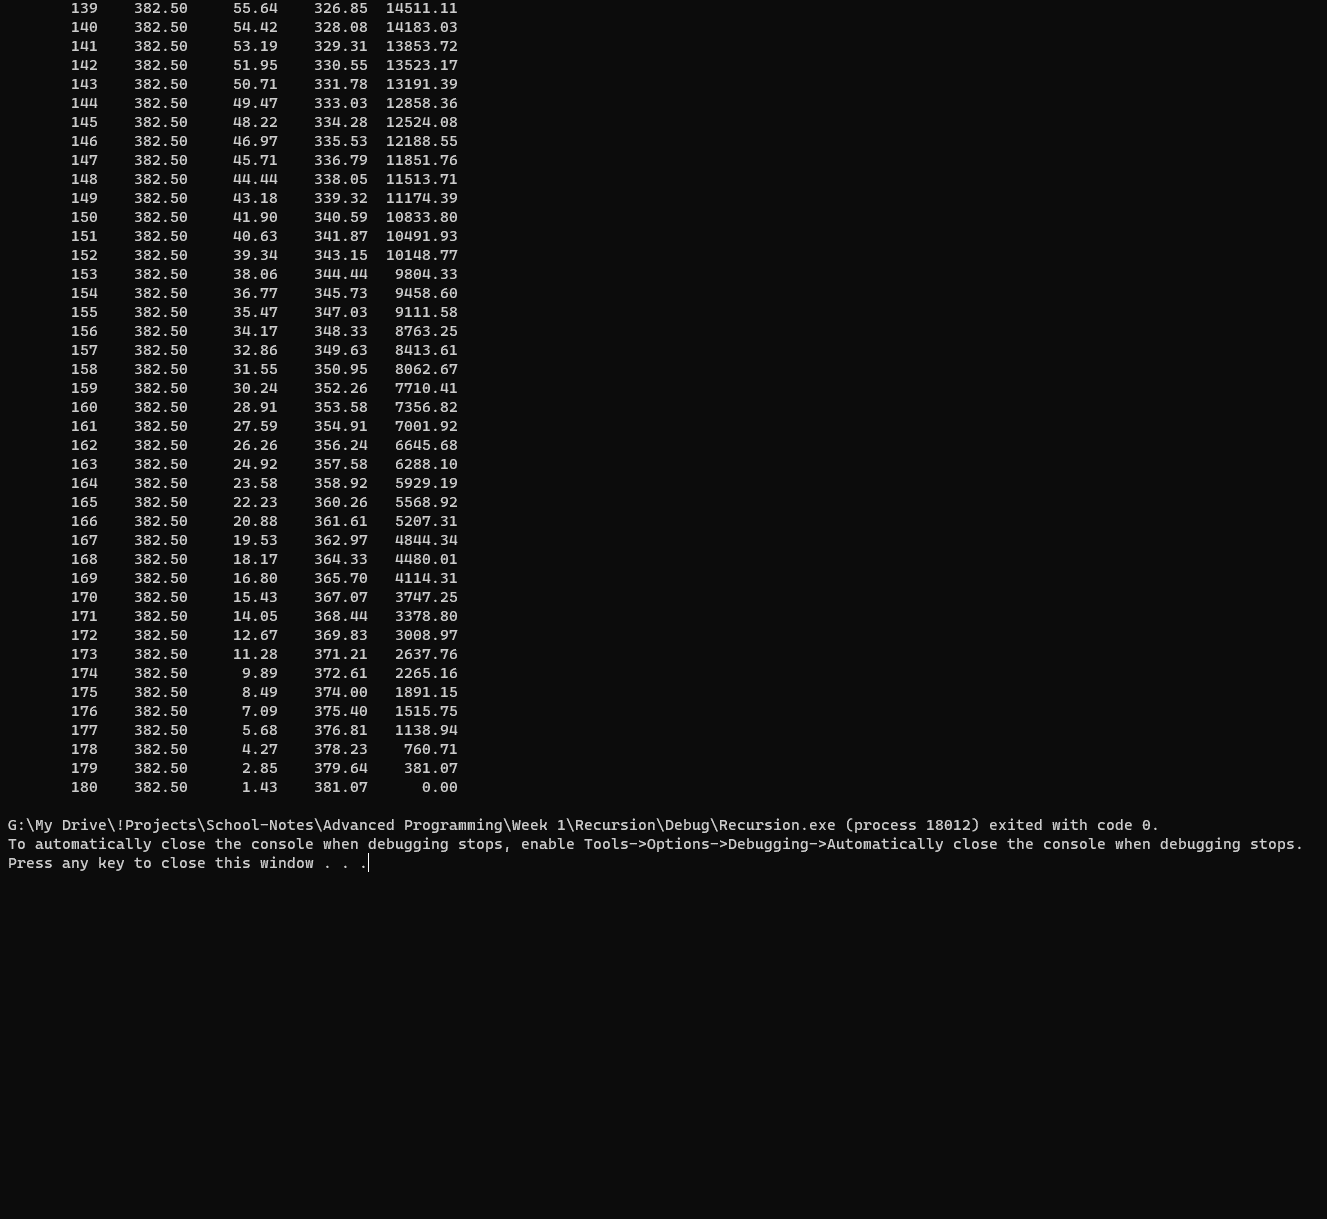 139 382.50 55.64 326.85 14511.11
140 382.50 54.42 328.08 14183.03
141 382.50 53.19 329.31 13853.72
142 382.50 51.95 330.55 13523.17
143 382.50 50.71 331.78 13191.39
144 382.50 49.47 333.03 12858.36
145 382.50 48.22 334.28 12524.08
146 382.50 46.97 335.53 12188.55
147 382.50 45.71 336.79 11851.76
148 382.50 44.44 338.05 11513.71
149 382.50 43.18 339.32 11174.39
150 382.50 41.90 340.59 10833.80
151 382.50 40.63 341.87 10491.93
152 382.50 39.34 343.15 10148.77
153 382.50 38.06 344.44 9804.33
154 382.50 36.77 345.73 9458.60
155 382.50 35.47 347.03 9111.58
156 382.50 34.17 348.33 8763.25
157 382.50 32.86 349.63 8413.61
158 382.50 31.55 350.95 8062.67
159 382.50 30.24 352.26 7710.41
160 382.50 28.91 353.58 7356.82
161 382.50 27.59 354.91 7001.92
162 382.50 26.26 356.24 6645.68
163 382.50 24.92 357.58 6288.10
164 382.50 23.58 358.92 5929.19
165 382.50 22.23 360.26 5568.92
166 382.50 20.88 361.61 5207.31
167 382.50 19.53 362.97 4844.34
168 382.50 18.17 364.33 4480.01
169 382.50 16.80 365.70 4114.31
170 382.50 15.43 367.07 3747.25
171 382.50 14.05 368.44 3378.80
172 382.50 12.67 369.83 3008.97
173 382.50 11.28 371.21 2637.76
174 382.50 9.89 372.61 2265.16
175 382.50 8.49 374.00 1891.15
176 382.50 7.09 375.40 1515.75
177 382.50 5.68 376.81 1138.94
178 382.50 4.27 378.23 760.71
179 382.50 2.85 379.64 381.07
180 382.50 1.43 381.07 0.00
G:\My Drive\!Projects\School-Notes\Advanced Programming\Week 1\Recursion\Debug\Recursion.exe (process 18012) exited with code 0.
To automatically close the console when debugging stops, enable Tools->Options->Debugging->Automatically close the console when debugging stops.
Press any key to close this window . . .